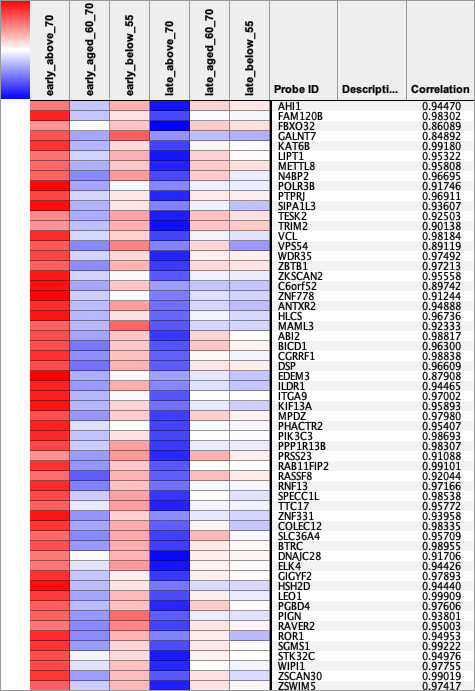 early_above_70
early_aged_60_70
early_below_55
late_above_70
late_aged_60_70
late_below_55
Probe ID Descripti... Correlation
AHI1 0.94470
FAM120B 0.98302
FBXO32 0.86089
GALNT7 0.84892
KAT6B 0.99180
LIPT1 0.95322
METTL8 0.95808
N4BP2 0.96695
POLR3B 0.91746
PTPRJ 0.96911
SIPA1L3 0.93607
TESK2 0.92503
TRIM2 0.90138
VCL 0.98184
VPS54 0.89119
WDR35 0.97492
ZBTB1 0.97213
ZKSCAN2 0.95558
C6orf52 0.89742
ZNF778 0.91244
ANTXR2 0.94888
HLCS 0.96736
MAML3 0.92333
ABI2 0.98817
BICD1 0.96300
CGRRF1 0.98838
DSP 0.96609
EDEM3 0.87908
ILDR1 0.94465
ITGA9 0.97002
KIF13A 0.95893
MPDZ 0.97980
PHACTR2 0.95407
PIK3C3 0.98693
PPP1R13B 0.98307
PRSS23 0.91088
RAB11FIP2 0.99101
RASSF8 0.92044
RNF13 0.97166
SPECC1L 0.98538
TTC17 0.95772
ZNF331 0.93958
COLEC12 0.98335
SLC36A4 0.95709
BTRC 0.98955
DNAJC28 0.91706
ELK4 0.94426
GIGYF2 0.97893
HSH2D 0.94440
LEO1 0.99909
PGBD4 0.97606
PIGN 0.93801
RAVER2 0.95003
ROR1 0.94953
SGMS1 0.99222
STK32C 0.94976
WIPI1 0.97755
ZSCAN30 0.99019
ZSWIM5 0.97417